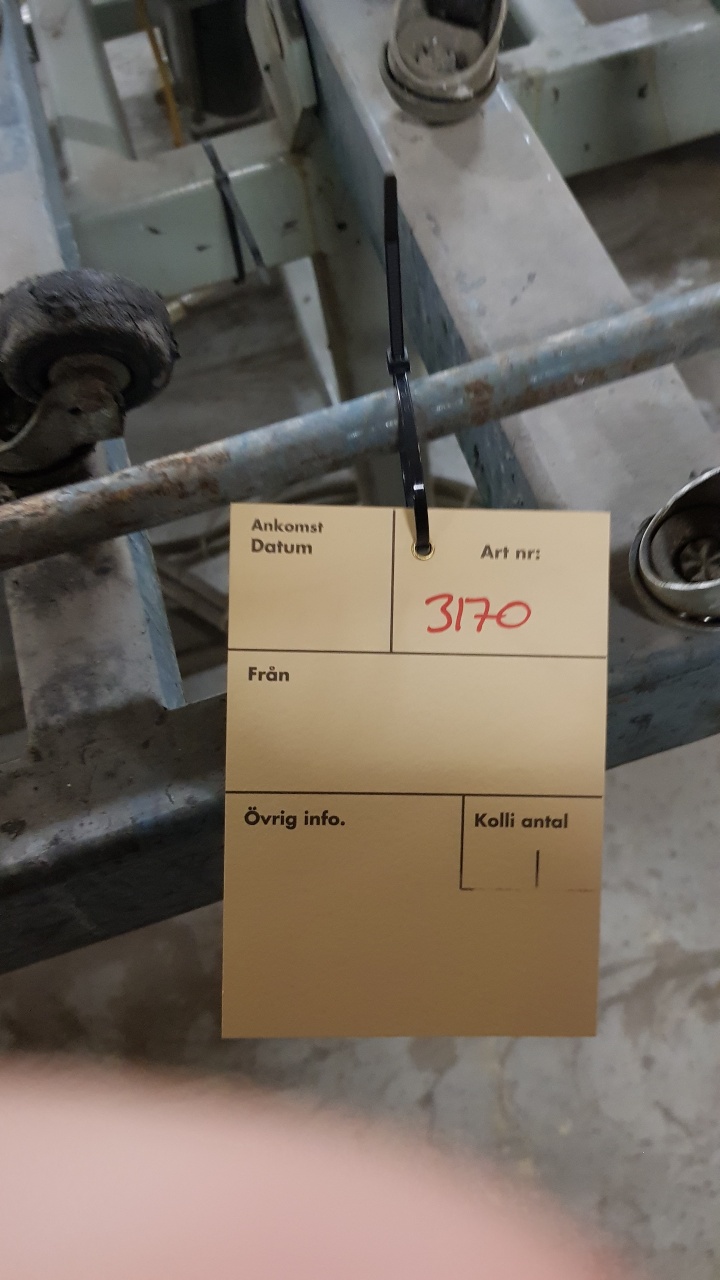 Ankomst
Datum
Art nr:
3170
Från
Övrig info.
Kolli antal
|